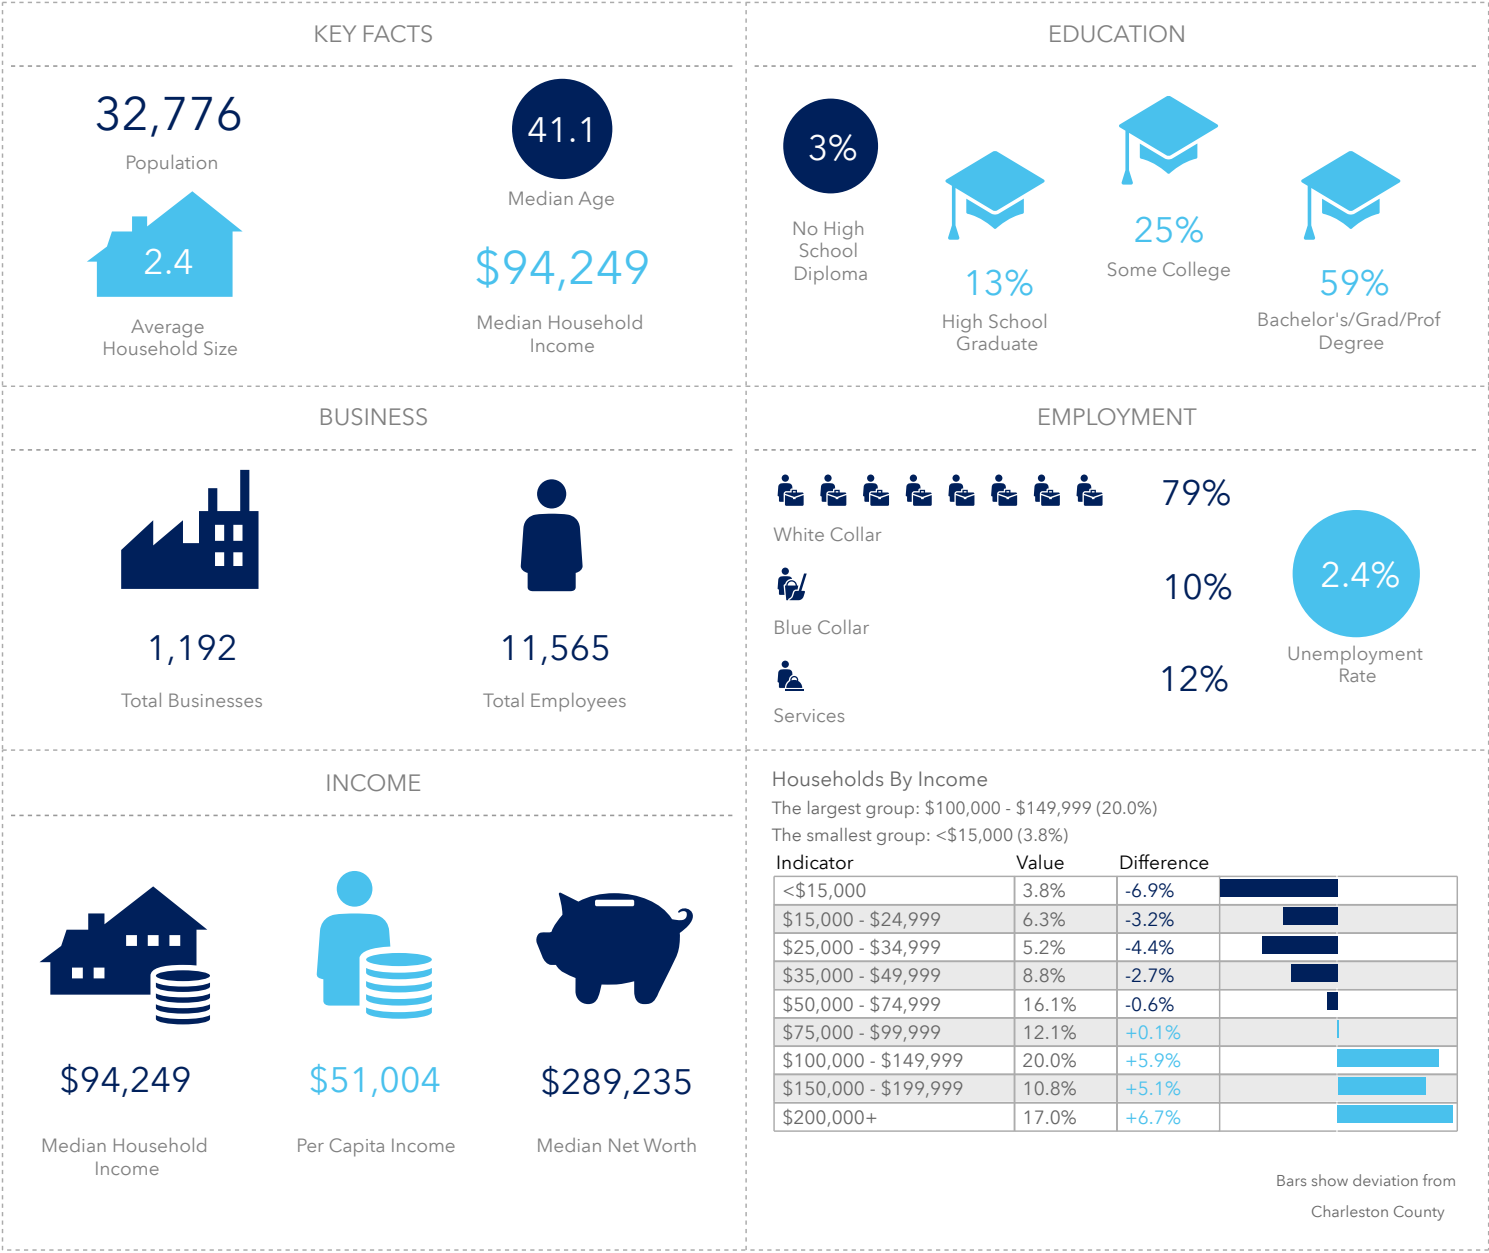 KEY FACTS
32,776
Population
41.1
Median Age
2.4
Average
Household Size
$94,249
Median Household
Income
EDUCATION
3%
No High
School
Diploma
13%
High School
Graduate
25%
Some College
59%
Bachelor's/Grad/Prof
Degree
BUSINESS
1,192
Total Businesses
11,565
Total Employees
EMPLOYMENT
79%
White Collar
10%
Blue Collar
12%
Services
2.4%
Unemployment
Rate
INCOME
$94,249
Median Household
Income
$51,004
Per Capita Income
$289,235
Median Net Worth
Households By Income
The largest group: $100,000 - $149,999 (20.0%)
The smallest group: <$15,000 (3.8%)
Indicator Value Difference
<$15,000 3.8% -6.9%
$15,000 - $24,999 6.3% -3.2%
$25,000 - $34,999 5.2% -4.4%
$35,000 - $49,999 8.8% -2.7%
$50,000 - $74,999 16.1% -0.6%
$75,000 - $99,999 12.1% +0.1%
$100,000 - $149,999 20.0% +5.9%
$150,000 - $199,999 10.8% +5.1%
$200,000+ 17.0% +6.7%
Bars show deviation from
Charleston County